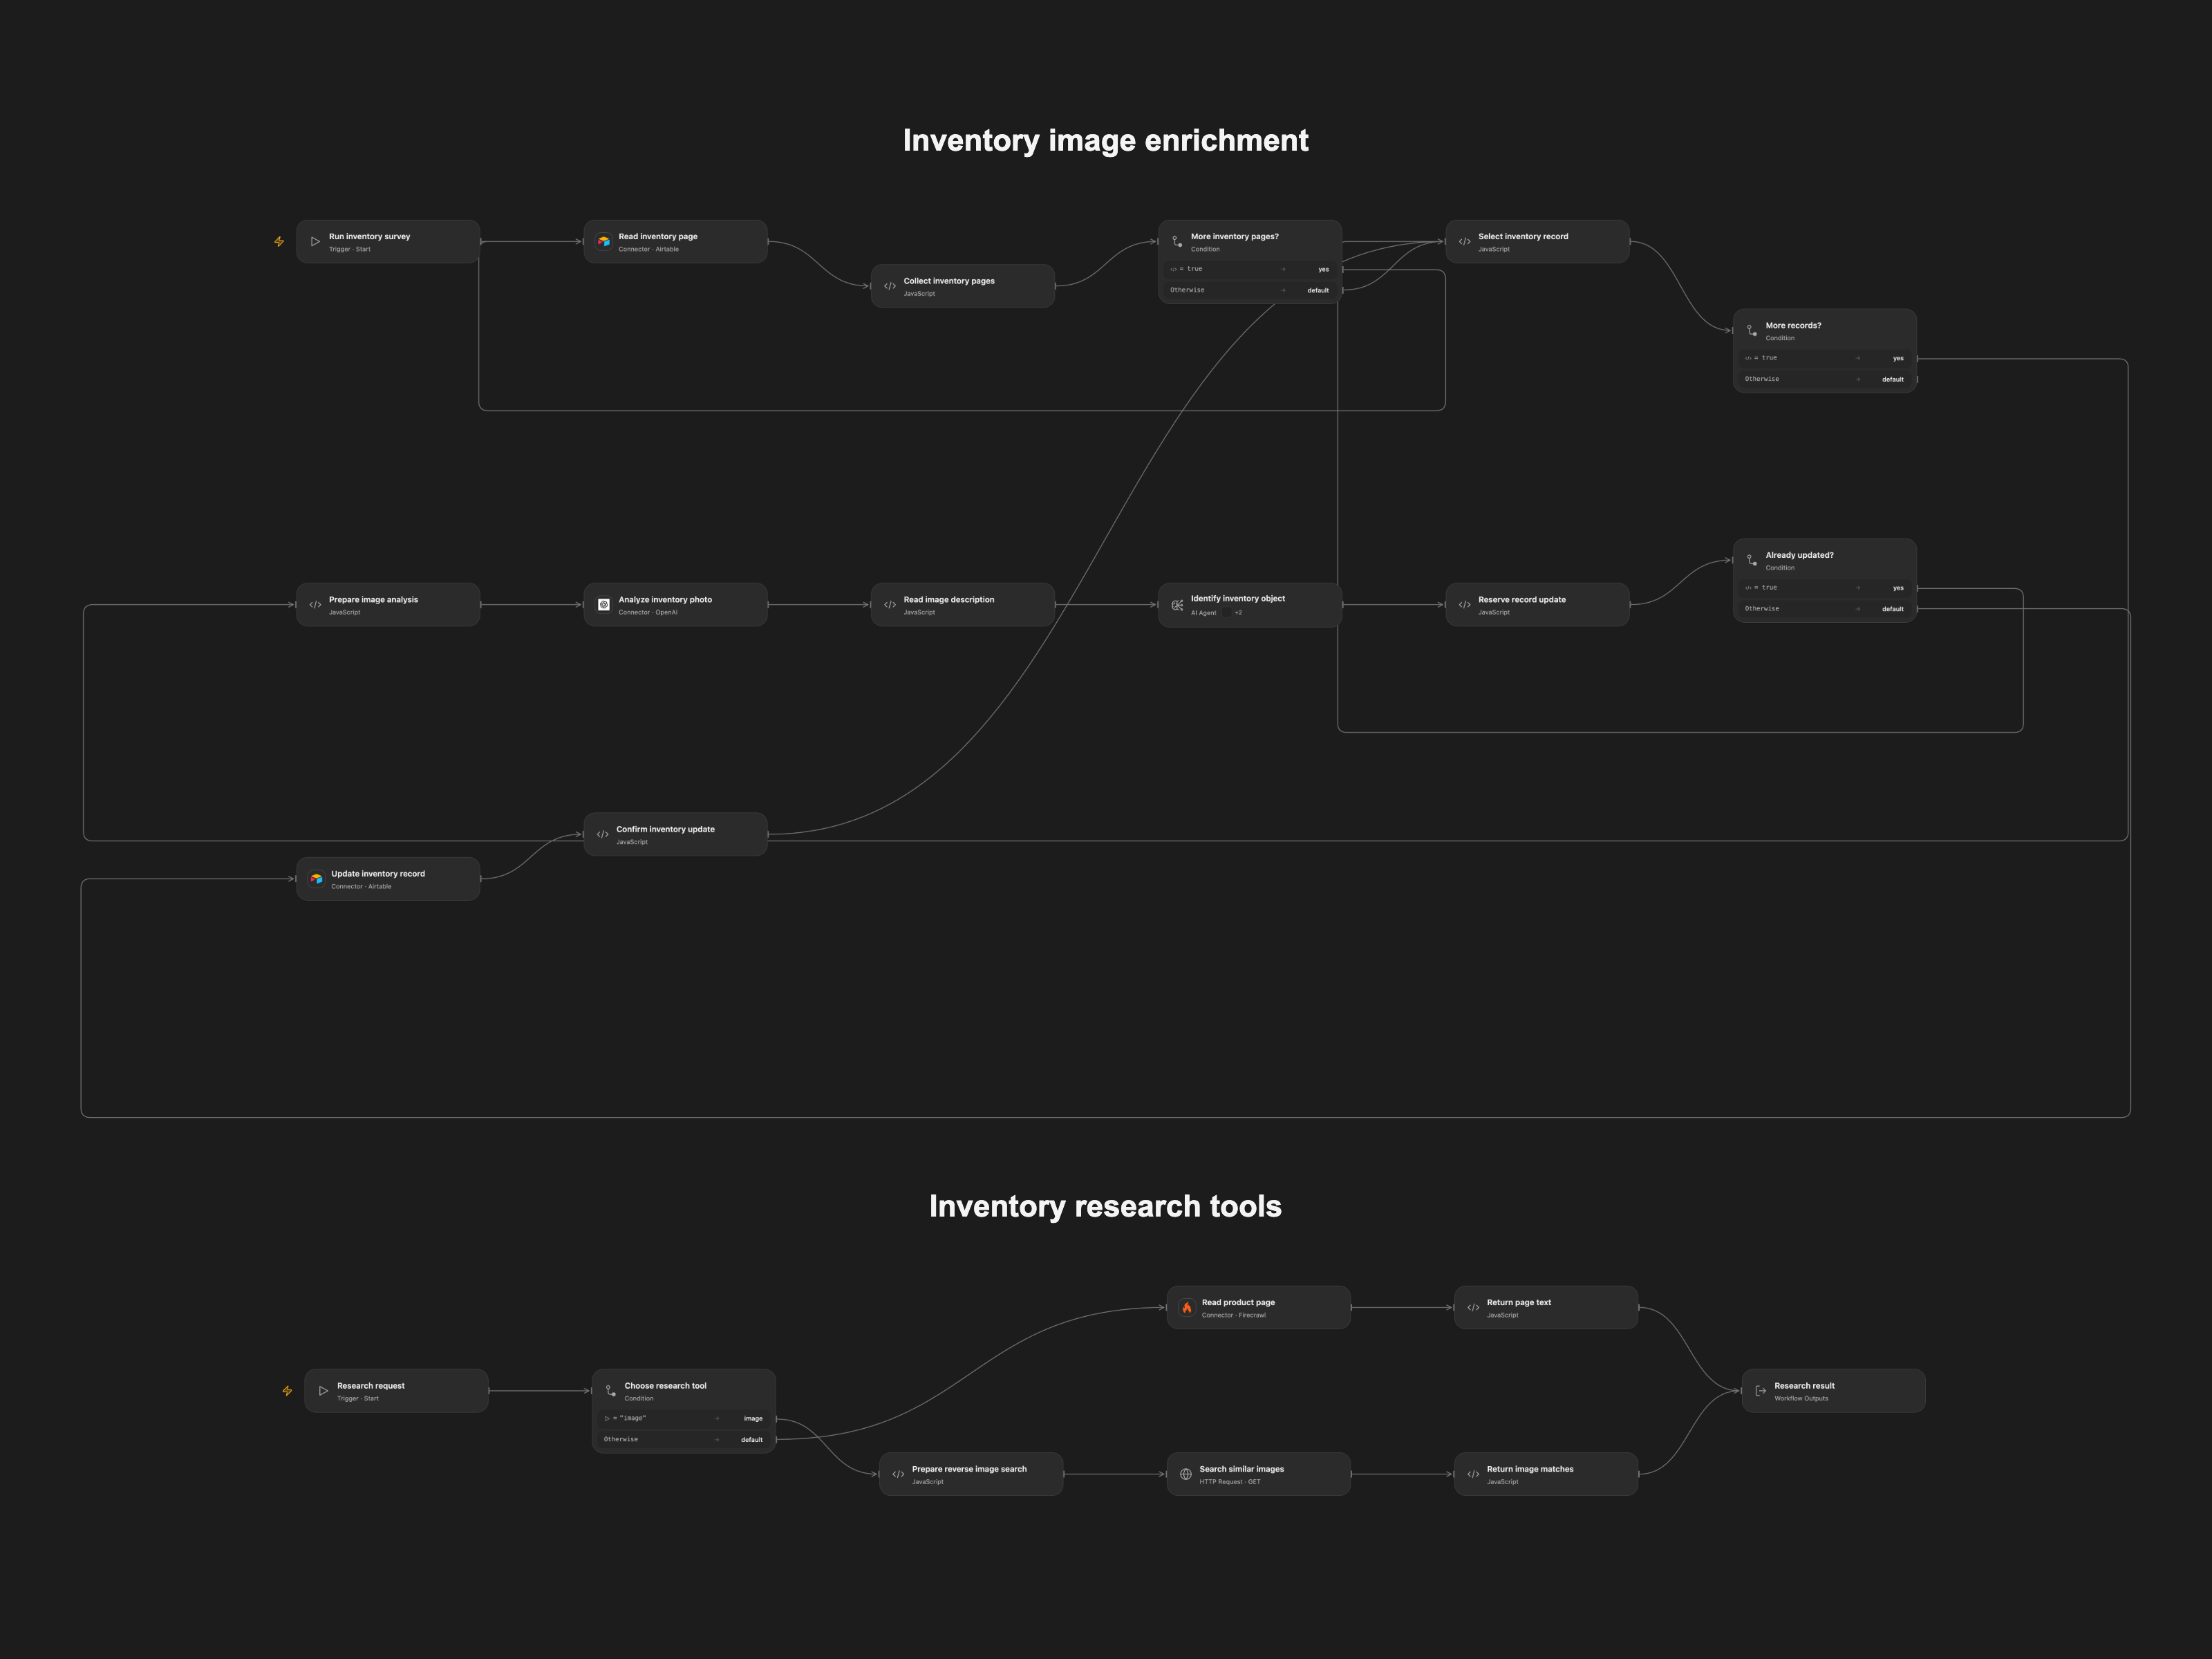 Inventory image enrichment
Run inventory survey
Trigger · Start
Read inventory page
Connector · Airtable
Collect inventory pages
JavaScript
More inventory pages?
Condition
= true
yes
Otherwise
default
Select inventory record
JavaScript
More records?
Condition
= true
yes
Otherwise
default
Prepare image analysis
JavaScript
Analyze inventory photo
Connector · OpenAI
Read image description
JavaScript
Identify inventory object
AI Agent +2
Reserve record update
JavaScript
Already updated?
Condition
= true
yes
Otherwise
default
Confirm inventory update
JavaScript
Update inventory record
Connector · Airtable
Inventory research tools
Research request
Trigger · Start
Choose research tool
Condition
= "image"
image
Otherwise
default
Read product page
Connector · Firecrawl
Return page text
JavaScript
Prepare reverse image search
JavaScript
Search similar images
HTTP Request · GET
Return image matches
JavaScript
Research result
Workflow Outputs